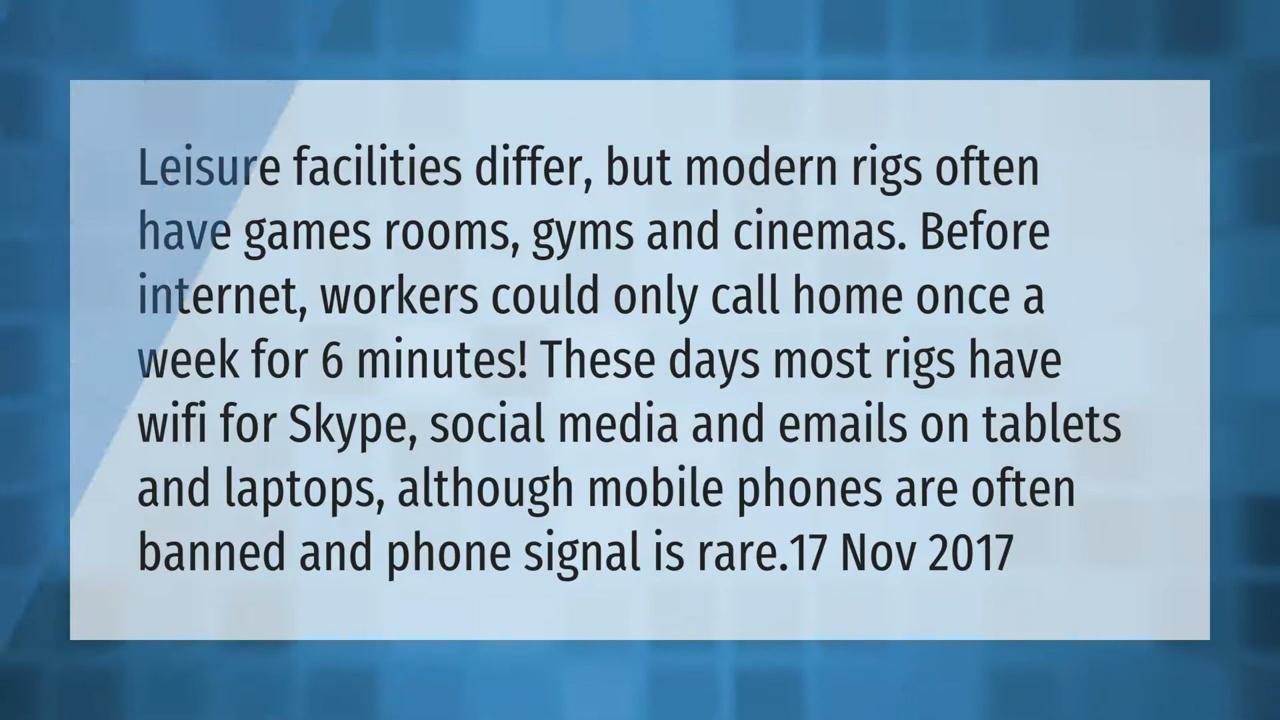 Leisure facilities differ, but modern rigs often
have games rooms, gyms and cinemas. Before
internet, workers could only call home once a
week for 6 minutes! These days most rigs have
wifi for Skype, social media and emails on tablets
and laptops, although mobile phones are often
banned and phone signal is rare.17 Nov 2017